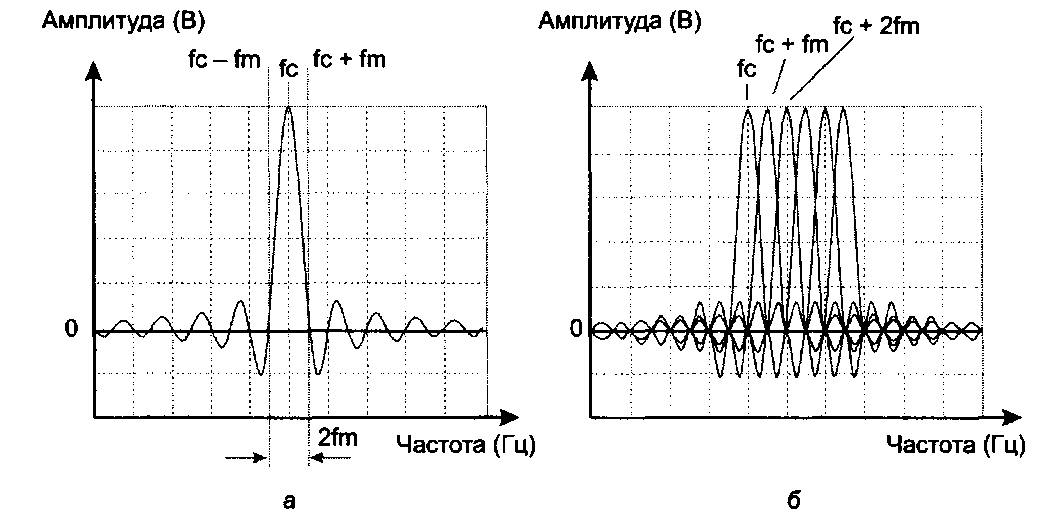 Амплитуда (В)
fc – fm
fc
fc + fm
0
2fm
Частота (Гц)
а
Амплитуда (В)
fc + 2fm
fc + fm
fc
0
Частота (Гц)
б